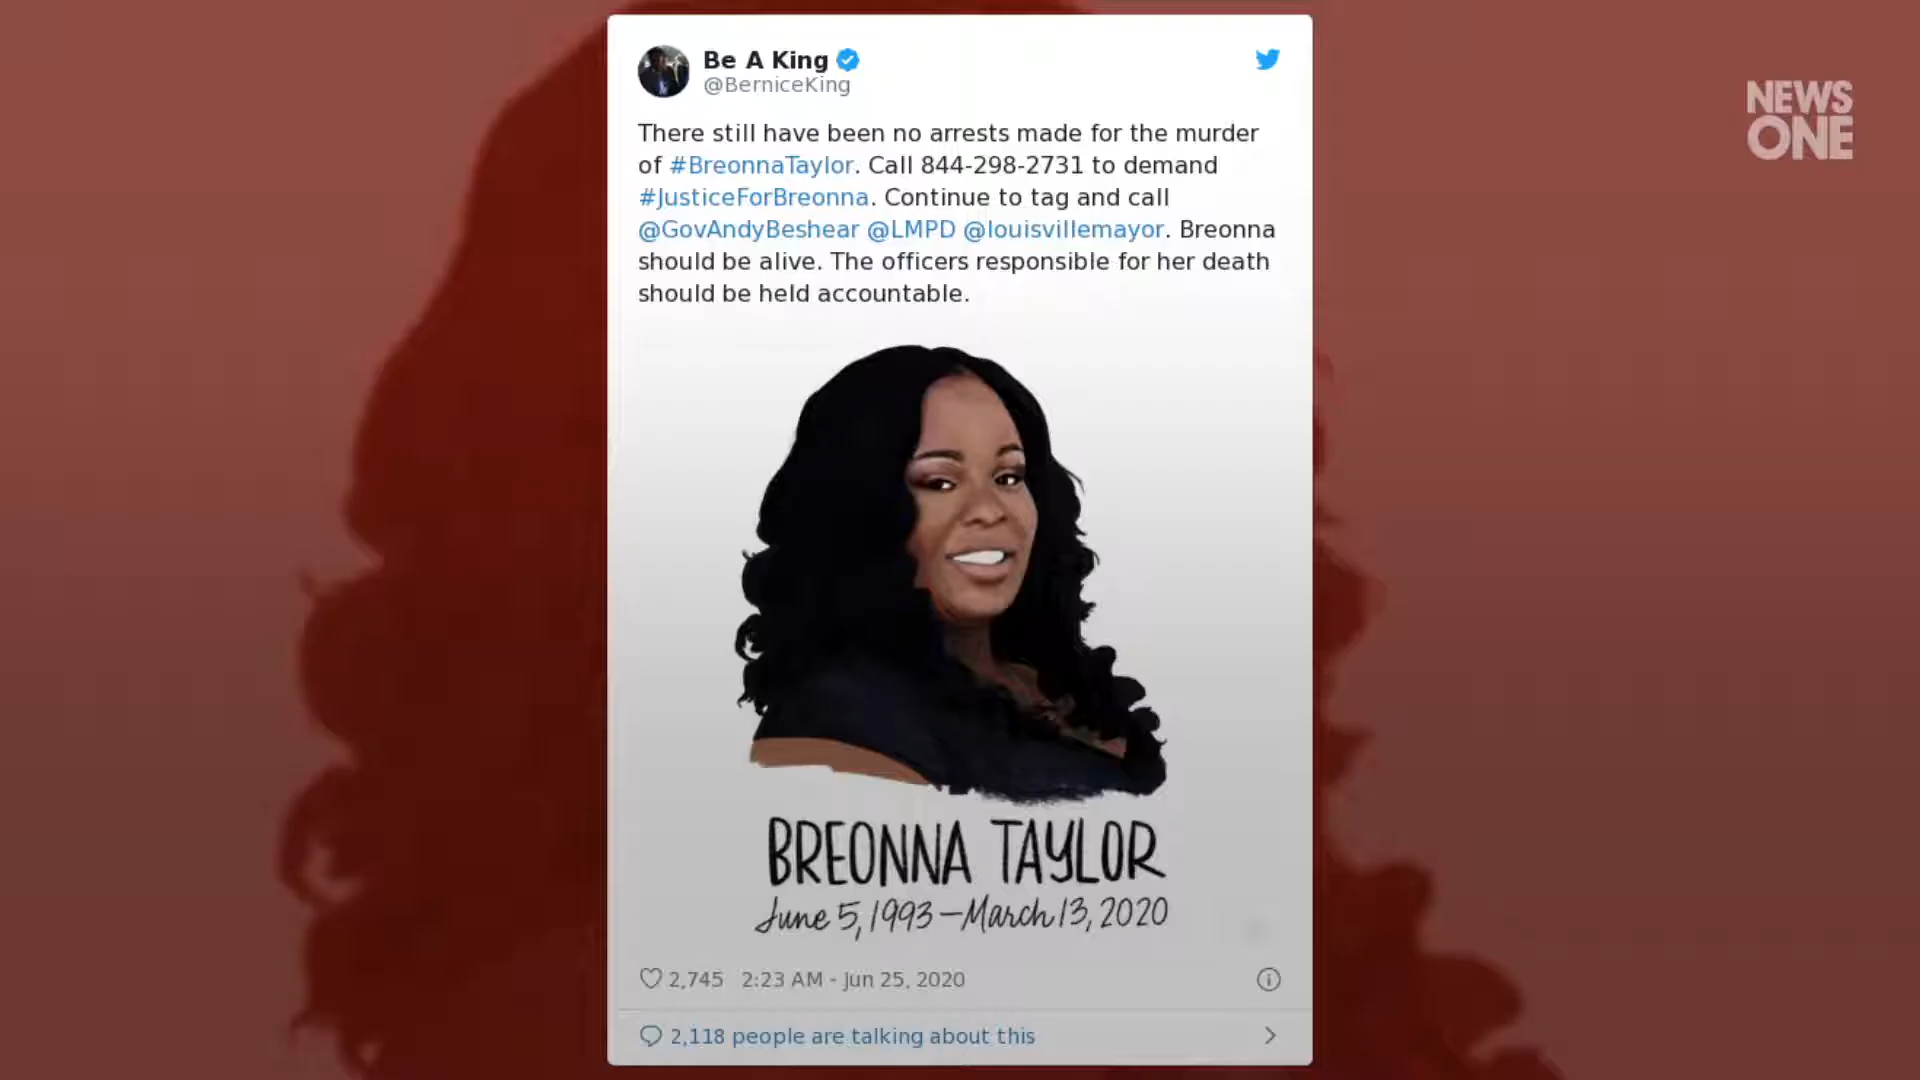 Be A King
@BerniceKing
NEWS
ONE
There still have been no arrests made for the murder
of #BreonnaTaylor. Call 844-298-2731 to demand
#JusticeForBreonna. Continue to tag and call
@GovAndyBeshear @LMPD @louisvillemayor. Breonna
should be alive. The officers responsible for her death
should be held accountable.
BREONNA TAYLOR
June 5, 1993 – March 13, 2020
2,745 2:23 AM - Jun 25, 2020
2,118 people are talking about this